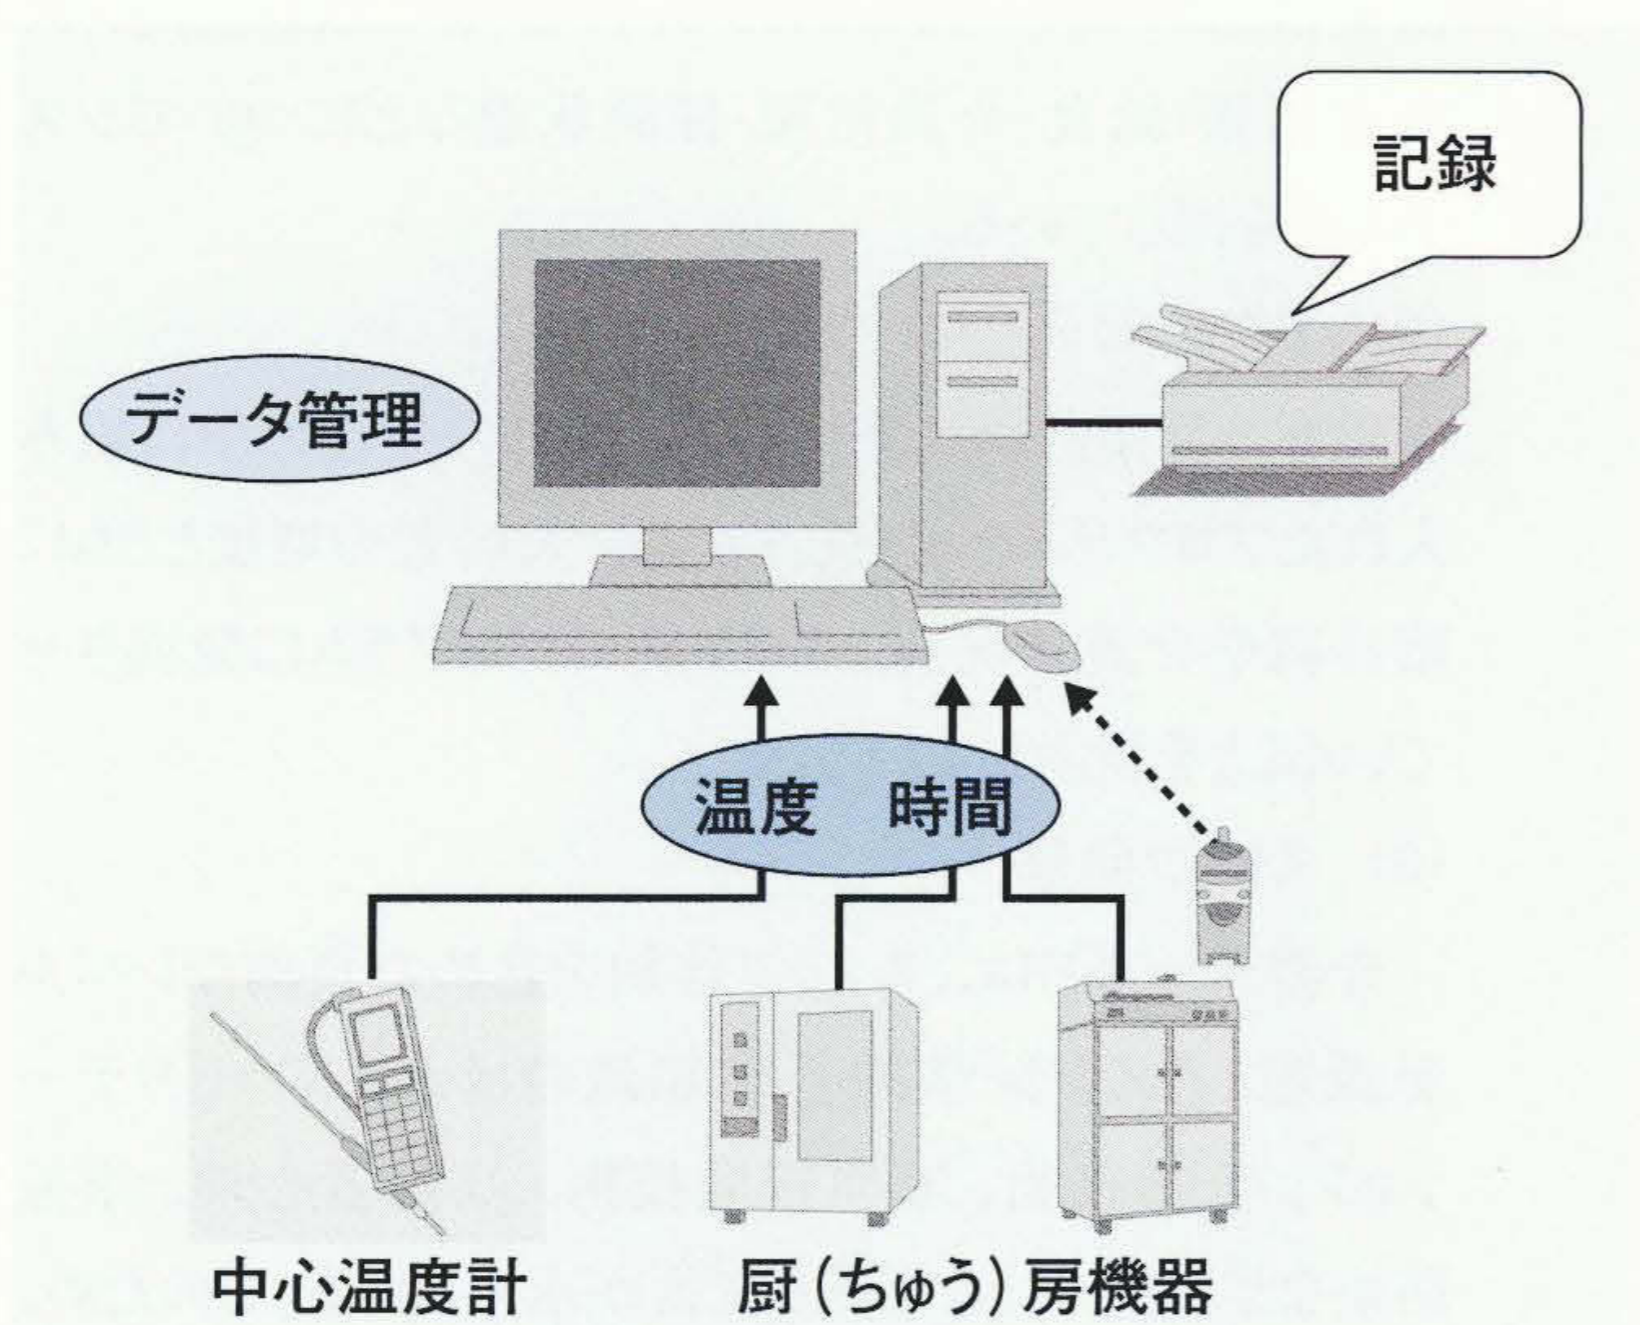 記録
データ管理
温度　時間
中心温度計
厨(ちゅう)房機器